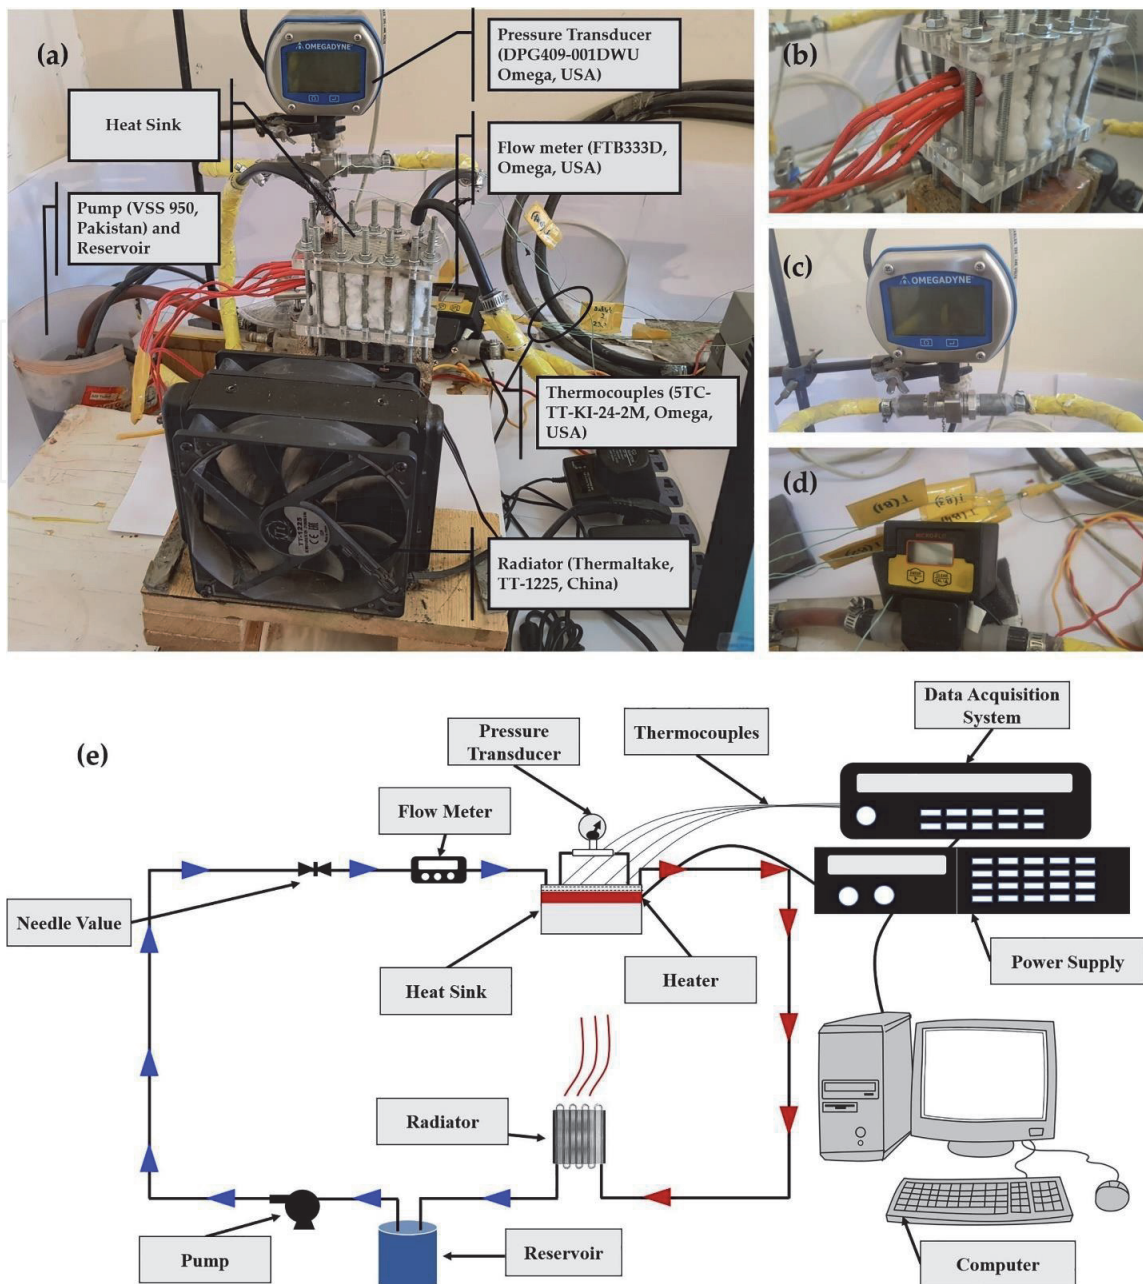 (a)
OMEGADYNE
Pressure Transducer
(DPG409-001DWU
Omega, USA)
Heat Sink
Flow meter (FTB333D,
Omega, USA)
Pump (VSS 950,
Pakistan) and
Reservoir
Thermocouples (5TC-
TT-KI-24-2M, Omega,
USA)
TT-1225
Radiator (Thermaltake,
TT-1225, China)
(b)
(c)
OMEGADYNE
(d)
(e)
Data Acquisition
System
Pressure
Transducer
Thermocouples
Flow Meter
Needle Value
Heat Sink
Heater
Power Supply
Radiator
Pump
Reservoir
Computer